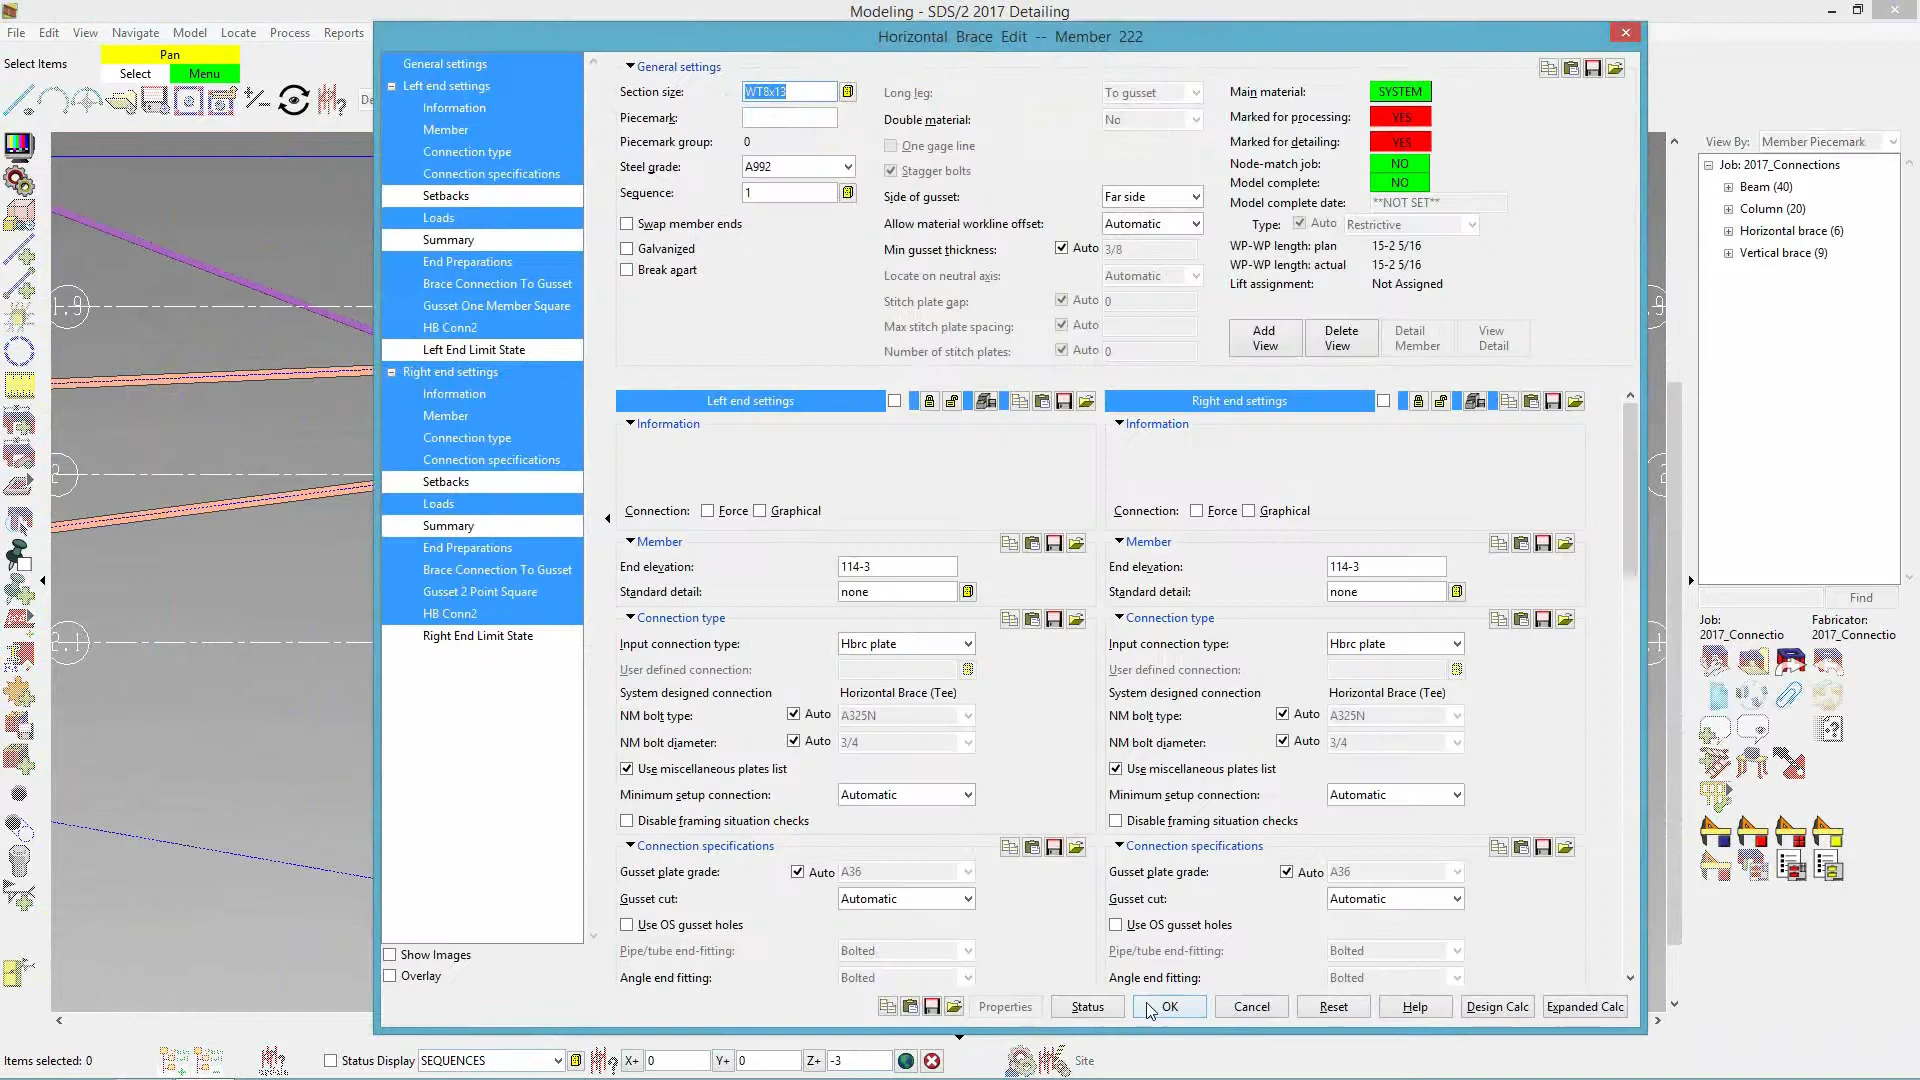 Modeling - SDS/2 2017 Detailing
File Edit View Navigate Model Locate Process Reports
Horizontal Brace Edit -- Member 222
Select Items
Pan
Select Menu
General settings
Left end settings
Information
Member
Connection type
Connection specifications
Setbacks
Loads
Summary
End Preparations
Brace Connection To Gusset
Gusset One Member Square
HB Conn2
Left End Limit State
Right end settings
Information
Member
Connection type
Connection specifications
Setbacks
Loads
Summary
End Preparations
Brace Connection To Gusset
Gusset 2 Point Square
HB Conn2
Right End Limit State
Show Images
Overlay
General settings
Section size: WT8x13
Piecemark:
Piecemark group: 0
Steel grade: A992
Sequence: 1
Swap member ends
Galvanized
Break apart
Long leg: To gusset
Double material: No
One gage line
Stagger bolts
Side of gusset: Far side
Allow material workline offset: Automatic
Min gusset thickness: Auto 3/8
Locate on neutral axis: Automatic
Stitch plate gap: Auto 0
Max stitch plate spacing: Auto
Number of stitch plates: Auto 0
Main material: SYSTEM
Marked for processing: YES
Marked for detailing: YES
Node-match job: NO
Model complete: NO
Model complete date: **NOT SET**
Type: Auto Restrictive
WP-WP length: plan 15-2 5/16
WP-WP length: actual 15-2 5/16
Lift assignment: Not Assigned
Add View
Delete View
Detail Member
View Detail
Left end settings
Information
Connection: Force Graphical
Member
End elevation: 114-3
Standard detail: none
Connection type
Input connection type: Hbrc plate
User defined connection:
System designed connection Horizontal Brace (Tee)
NM bolt type: Auto A325N
NM bolt diameter: Auto 3/4
Use miscellaneous plates list
Minimum setup connection: Automatic
Disable framing situation checks
Connection specifications
Gusset plate grade: Auto A36
Gusset cut: Automatic
Use OS gusset holes
Pipe/tube end-fitting: Bolted
Angle end fitting: Bolted
Right end settings
Information
Connection: Force Graphical
Member
End elevation: 114-3
Standard detail: none
Connection type
Input connection type: Hbrc plate
User defined connection:
System designed connection Horizontal Brace (Tee)
NM bolt type: Auto A325N
NM bolt diameter: Auto 3/4
Use miscellaneous plates list
Minimum setup connection: Automatic
Disable framing situation checks
Connection specifications
Gusset plate grade: Auto A36
Gusset cut: Automatic
Use OS gusset holes
Pipe/tube end-fitting: Bolted
Angle end fitting: Bolted
Properties Status OK Cancel Reset Help Design Calc Expanded Calc
View By: Member Piecemark
Job: 2017_Connections
Beam (40)
Column (20)
Horizontal brace (6)
Vertical brace (9)
Find
Job: Fabricator:
2017_Connectio 2017_Connectio
1.9
2
2.1
Items selected: 0
Status Display SEQUENCES
X+ 0 Y+ 0 Z+ -3
Site